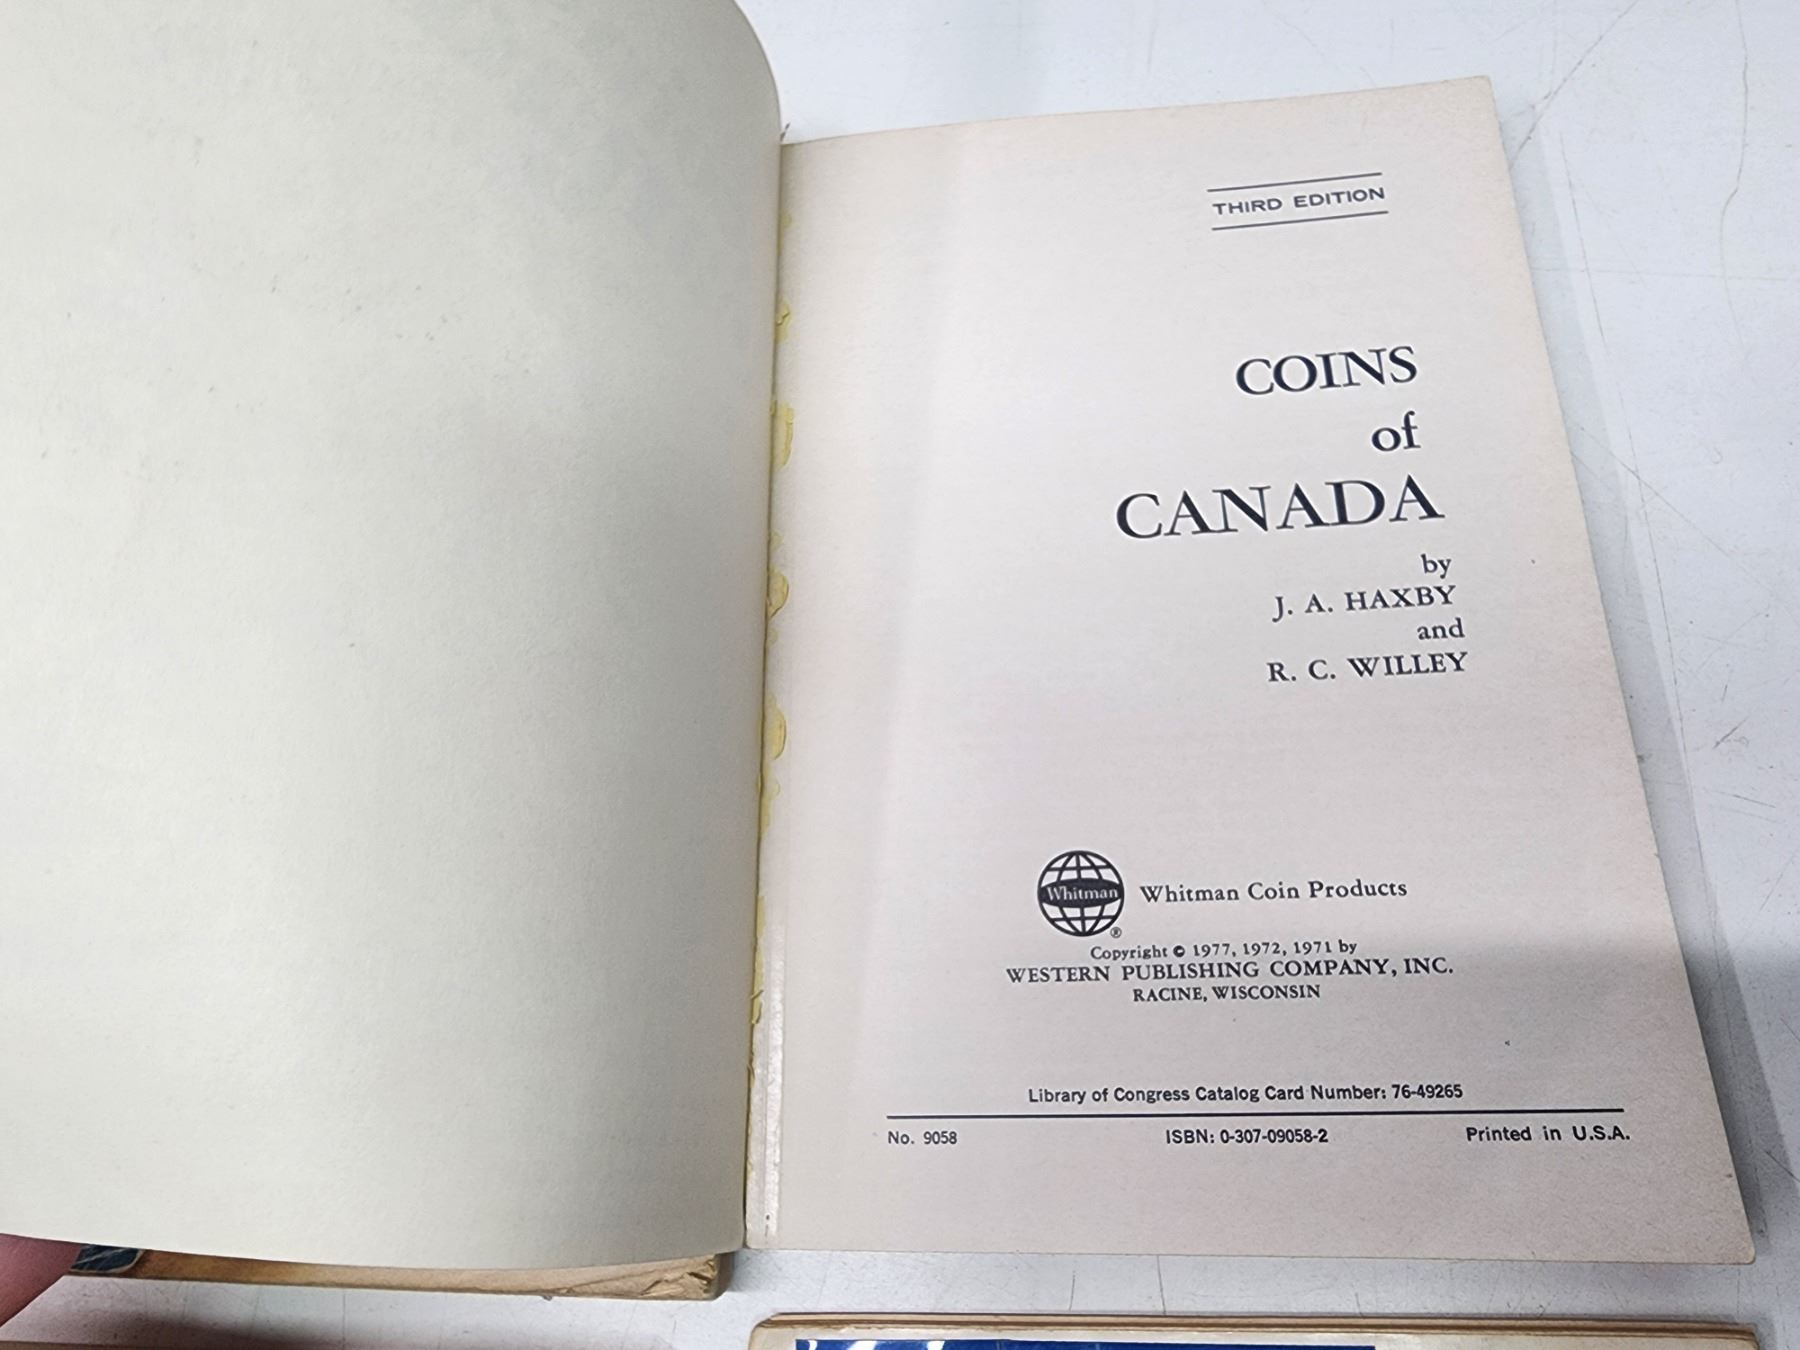 THIRD EDITION
COINS
of
CANADA
by
J. A. HAXBY
and
R. C. WILLEY
Whitman ® Whitman Coin Products
Copyright © 1977, 1972, 1971 by
WESTERN PUBLISHING COMPANY, INC.
RACINE, WISCONSIN
Library of Congress Catalog Card Number: 76-49265
No. 9058 ISBN: 0-307-09058-2 Printed in U.S.A.